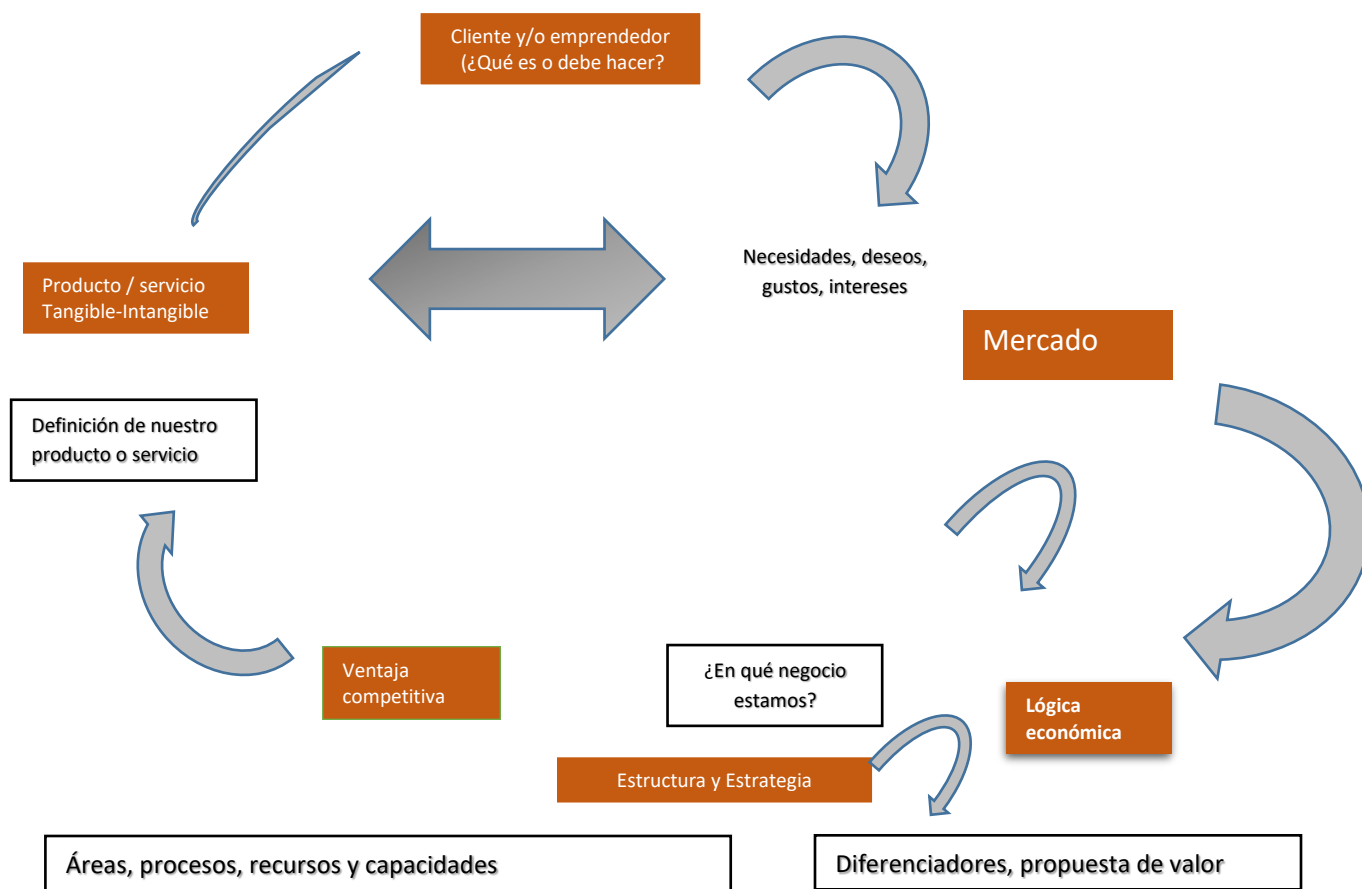 Cliente y/o emprendedor
(¿Qué es o debe hacer?
Necesidades, deseos,
gustos, intereses
Producto / servicio
Tangible-Intangible
Mercado
Definición de nuestro
producto o servicio
Ventaja
competitiva
¿En qué negocio
estamos?
Lógica
económica
Estructura y Estrategia
Áreas, procesos, recursos y capacidades
Diferenciadores, propuesta de valor